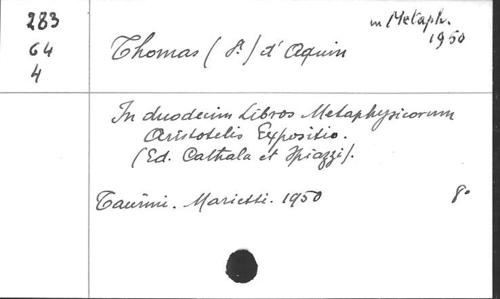 283
64
4
in Metaph.
1950
Thomas (S.) d'Aquin
In duodecim Libros Metaphysicorum
Aristotelis Expositio.
(Ed. Cathala et Spiazzi).
Taurini. Marietti. 1950 8°